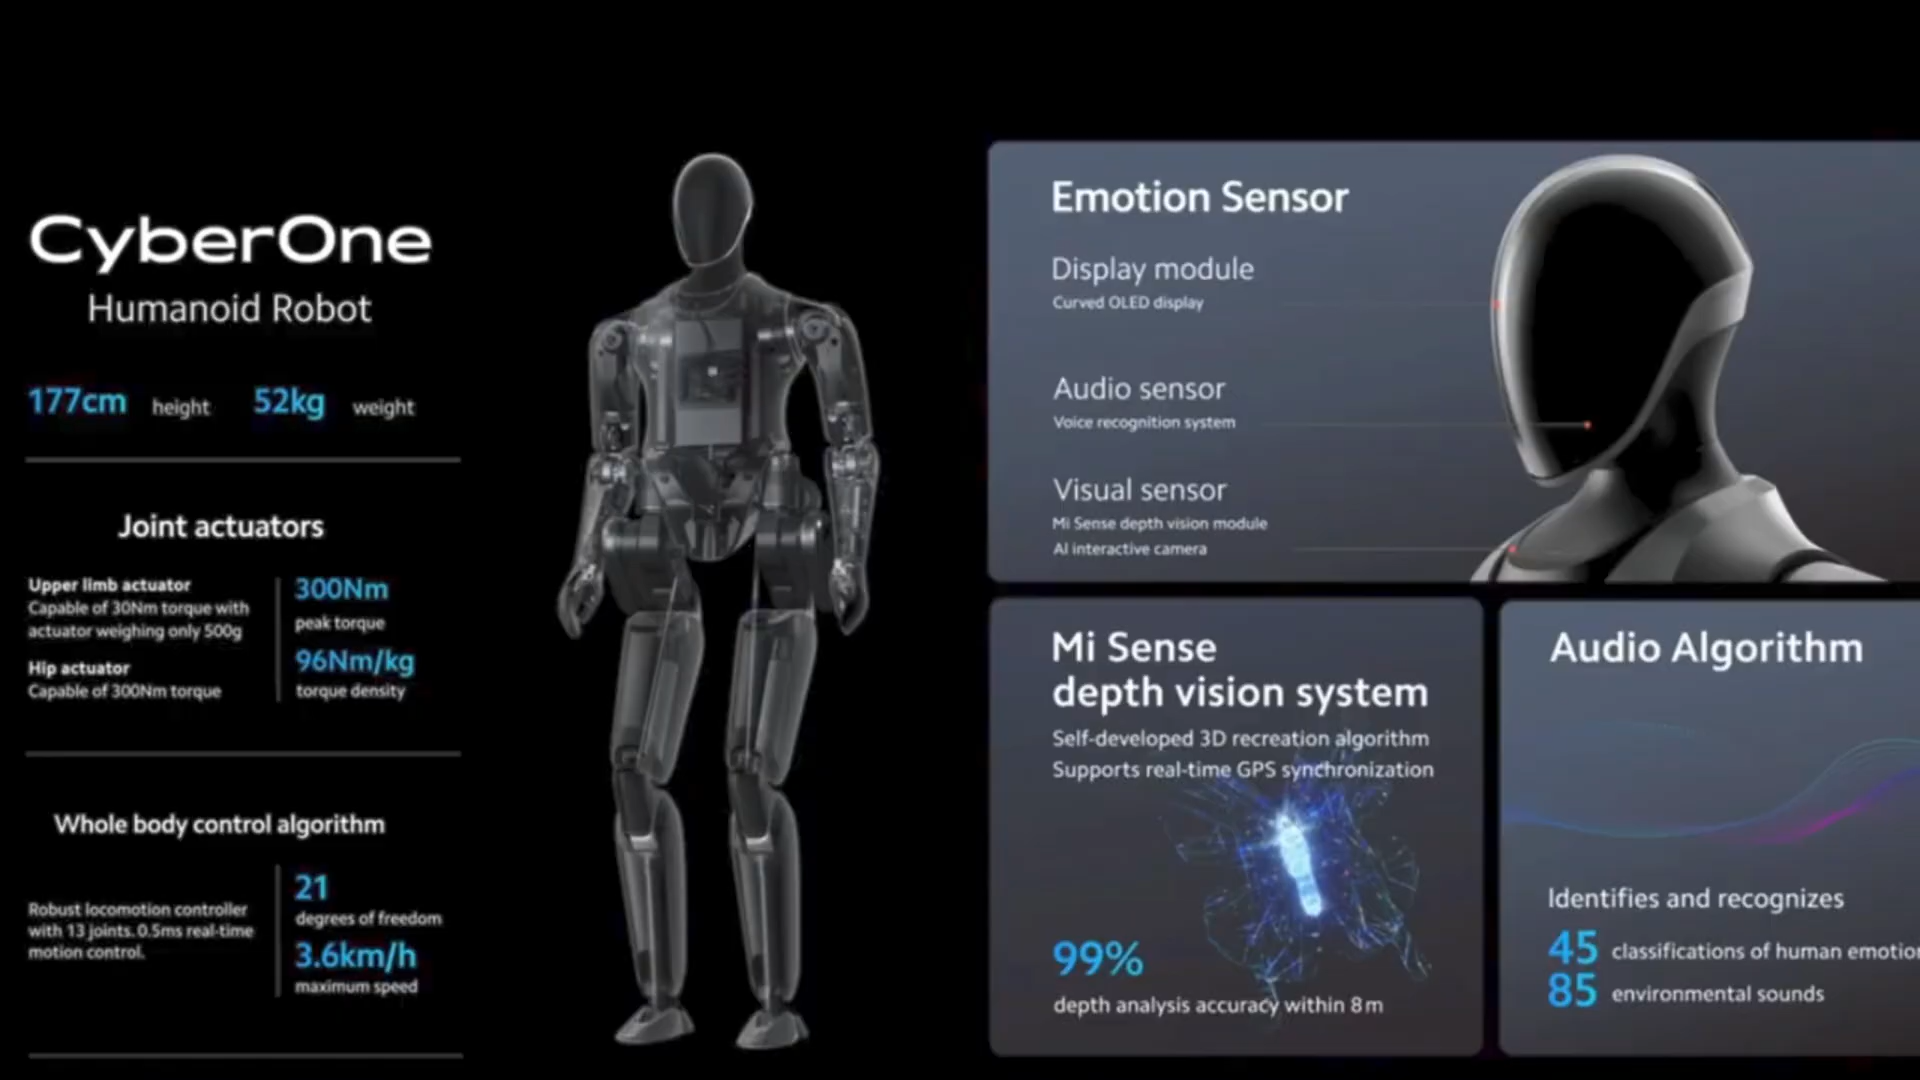 CyberOne
Humanoid Robot
177cm height 52kg weight
Joint actuators
Upper limb actuator
Capable of 30Nm torque with
actuator weighing only 500g
Hip actuator
Capable of 300Nm torque
300Nm
peak torque
96Nm/kg
torque density
Whole body control algorithm
Robust locomotion controller
with 13 joints. 0.5ms real-time
motion control.
21
degrees of freedom
3.6km/h
maximum speed
Emotion Sensor
Display module
Curved OLED display
Audio sensor
Voice recognition system
Visual sensor
Mi Sense depth vision module
AI interactive camera
Mi Sense
depth vision system
Self-developed 3D recreation algorithm
Supports real-time GPS synchronization
99%
depth analysis accuracy within 8m
Audio Algorithm
Identifies and recognizes
45 classifications of human emotion
85 environmental sounds